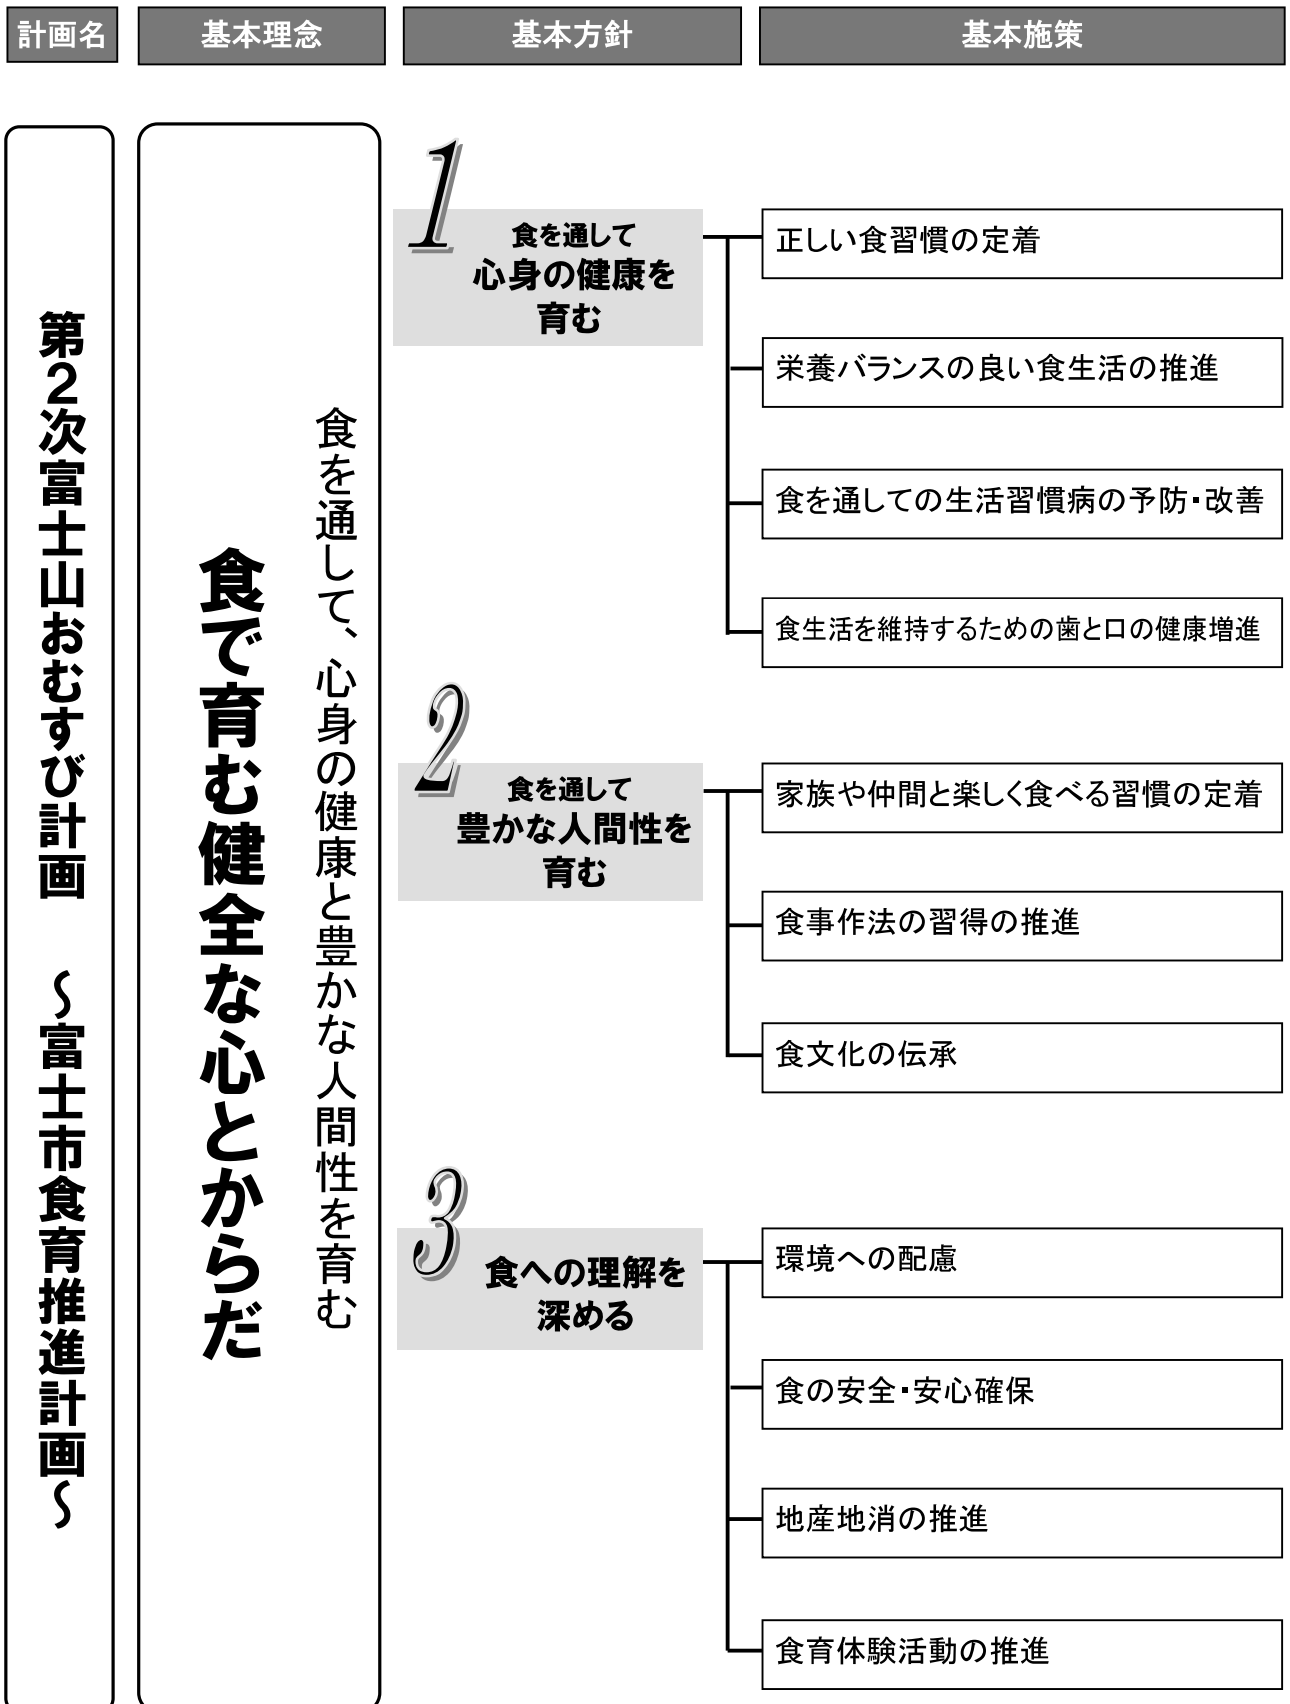 計画名
基本理念
基本方針
基本施策
第２次富士山おむすび計画　～富士市食育推進計画～
食を通して、心身の健康と豊かな人間性を育む
食で育む健全な心とからだ
1
食を通して
心身の健康を
育む
正しい食習慣の定着
栄養バランスの良い食生活の推進
食を通しての生活習慣病の予防・改善
食生活を維持するための歯と口の健康増進
2
食を通して
豊かな人間性を
育む
家族や仲間と楽しく食べる習慣の定着
食事作法の習得の推進
食文化の伝承
3
食への理解を
深める
環境への配慮
食の安全・安心確保
地産地消の推進
食育体験活動の推進